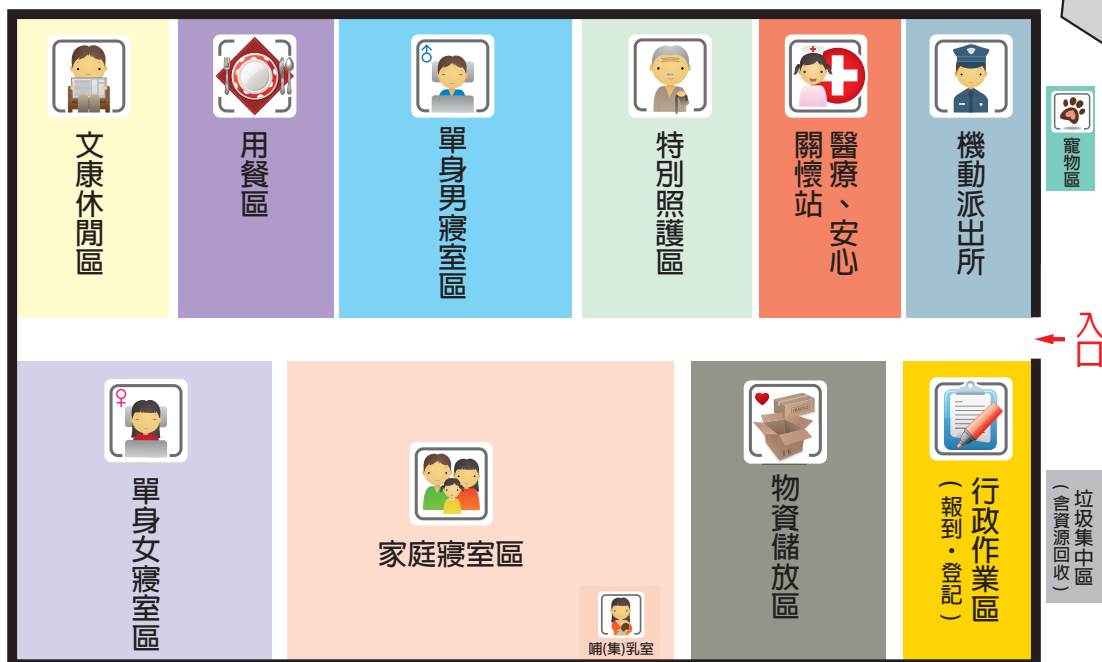 文康休閒區
用餐區
單身男寢室區
特別照護區
醫療、安心
關懷站
機動派出所
寵物區
入口
單身女寢室區
家庭寢室區
哺(集)乳室
物資儲放區
行政作業區
(報到・登記)
垃圾集中區
(含資源回收)